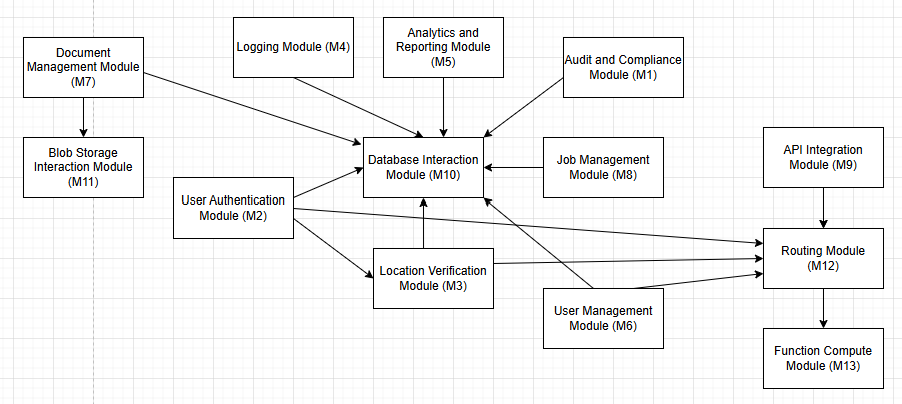 Document
Management Module
(M7)
Logging Module (M4)
Analytics and
Reporting Module
(M5)
Audit and Compliance
Module (M1)
Blob Storage
Interaction Module
(M11)
Database Interaction
Module (M10)
Job Management
Module (M8)
API Integration
Module (M9)
User Authentication
Module (M2)
Location Verification
Module (M3)
Routing Module
(M12)
User Management
Module (M6)
Function Compute
Module (M13)